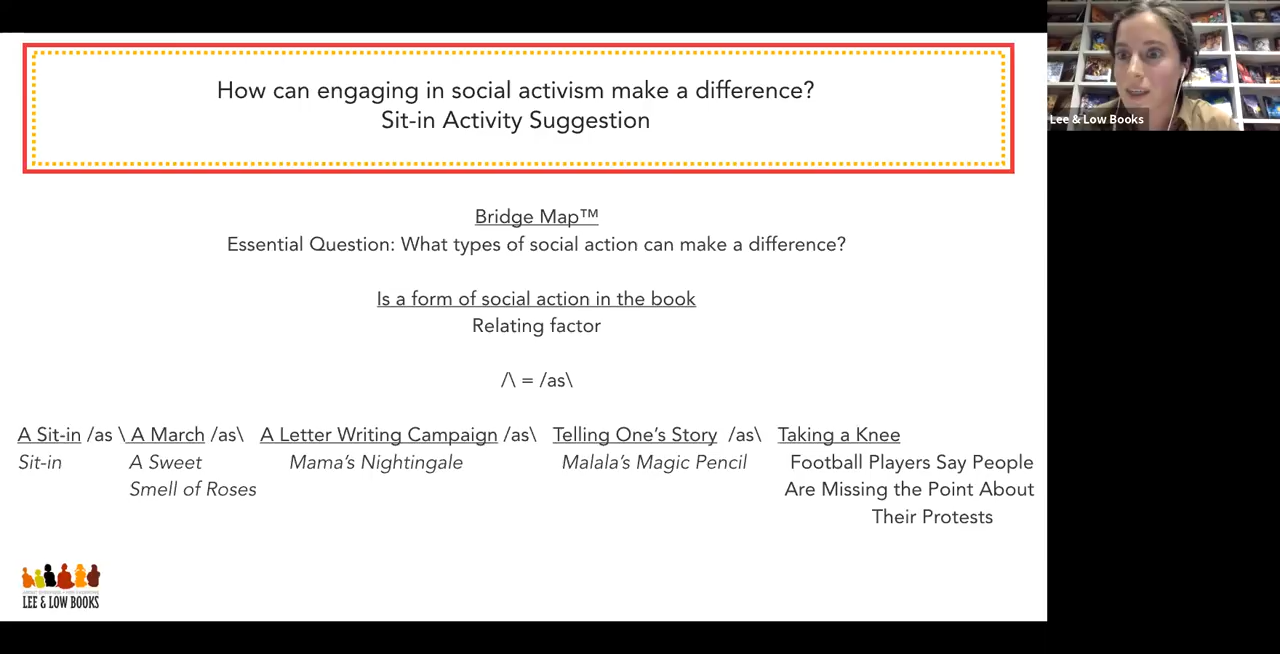 How can engaging in social activism make a difference?
Sit-in Activity Suggestion
Lee & Low Books
Bridge Map™
Essential Question: What types of social action can make a difference?
Is a form of social action in the book
Relating factor
/\ = /as\
A Sit-in /as \ A March /as\ A Letter Writing Campaign /as\ Telling One's Story /as\ Taking a Knee
Sit-in A Sweet Mama's Nightingale Malala's Magic Pencil Football Players Say People
Smell of Roses Are Missing the Point About
Their Protests
LEE & LOW BOOKS